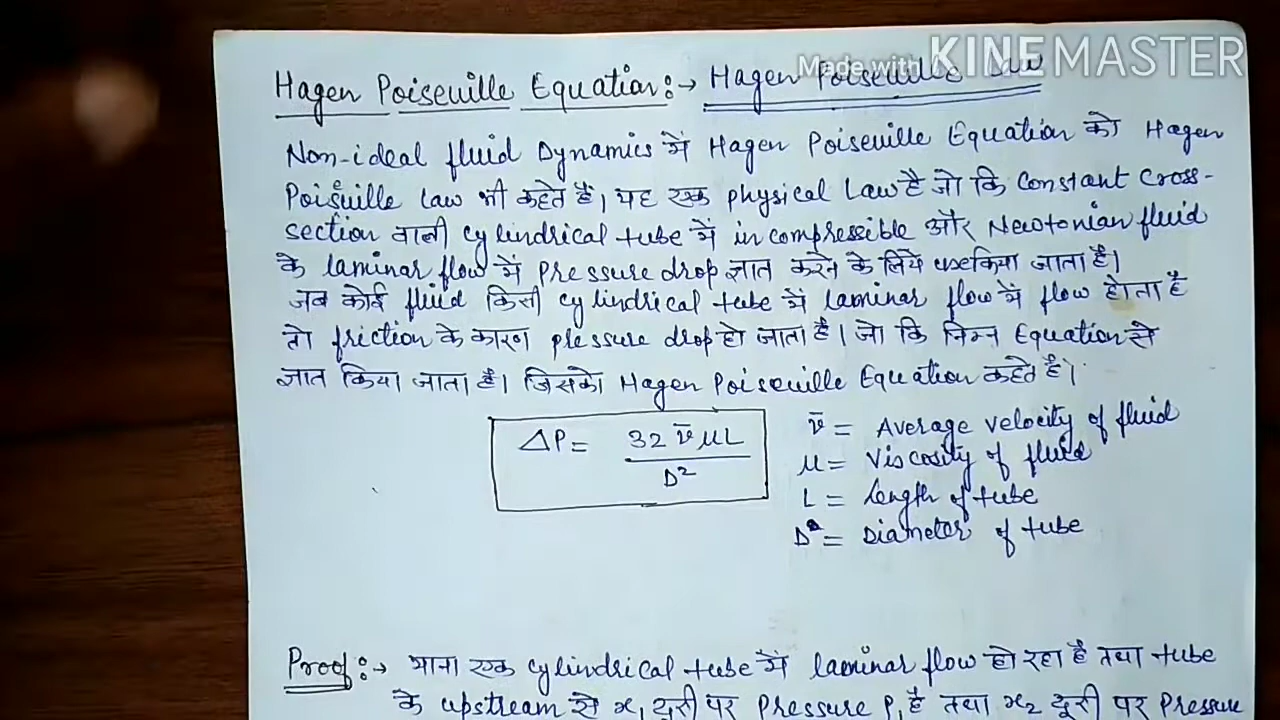 Made with KINEMASTER
Hagen Poiseuille Equation:→ Hagen Poiseuille Law
Non-ideal fluid Dynamics में Hagen Poiseuille Equation को Hagen
Poiseuille Law भी कहते हैं। यह एक physical Law है जो कि Constant Cross-
section वाली cylindrical tube में incompressible और Newtonian fluid
के laminar flow में Pressure drop ज्ञात करने के लिये use किया जाता है।
जब कोई fluid किसी cylindrical tube में laminar flow में flow होता है
तो friction के कारण pressure drop हो जाता है। जो कि निम्न Equation से
ज्ञात किया जाता है। जिसको Hagen Poiseuille Equation कहते हैं।
ΔP = 32 v̄ μL / D²
v̄ = Average velocity of fluid
μ = Viscosity of fluid
L = Length of tube
D = Diameter of tube
Proof:→ माना एक cylindrical tube में laminar flow हो रहा है तथा tube
के upstream से x₁ दूरी पर Pressure P₁ है तथा x₂ दूरी पर Pressure